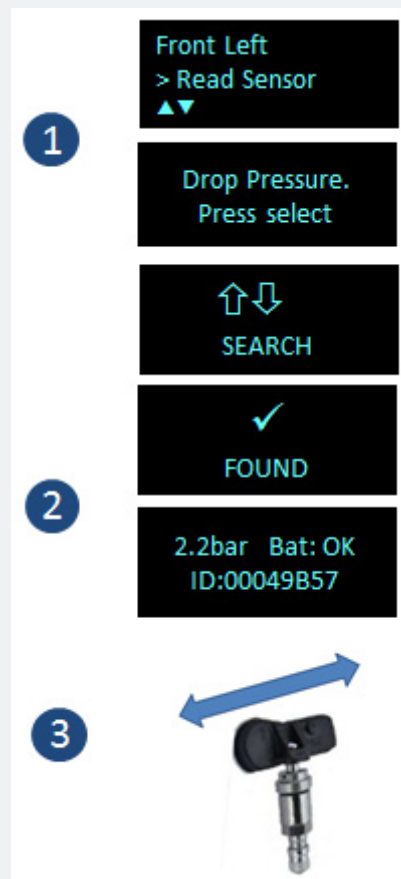 1
Front Left
> Read Sensor
▲▼
Drop Pressure.
Press select
SEARCH
2
FOUND
2.2bar Bat: OK
ID:00049B57
3